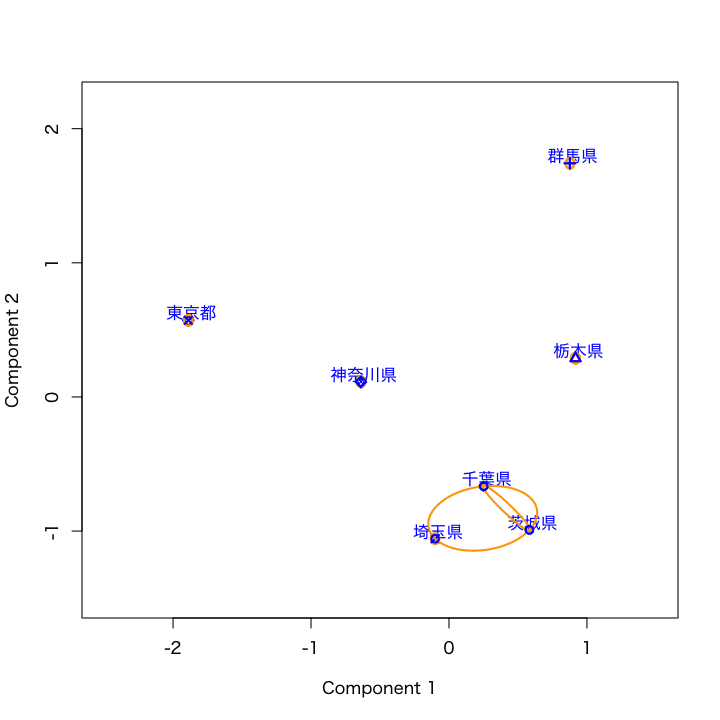 2
1
0
-1
Component 2
群馬県
東京都
栃木県
神奈川県
千葉県
茨城県
埼玉県
-2
-1
0
1
Component 1